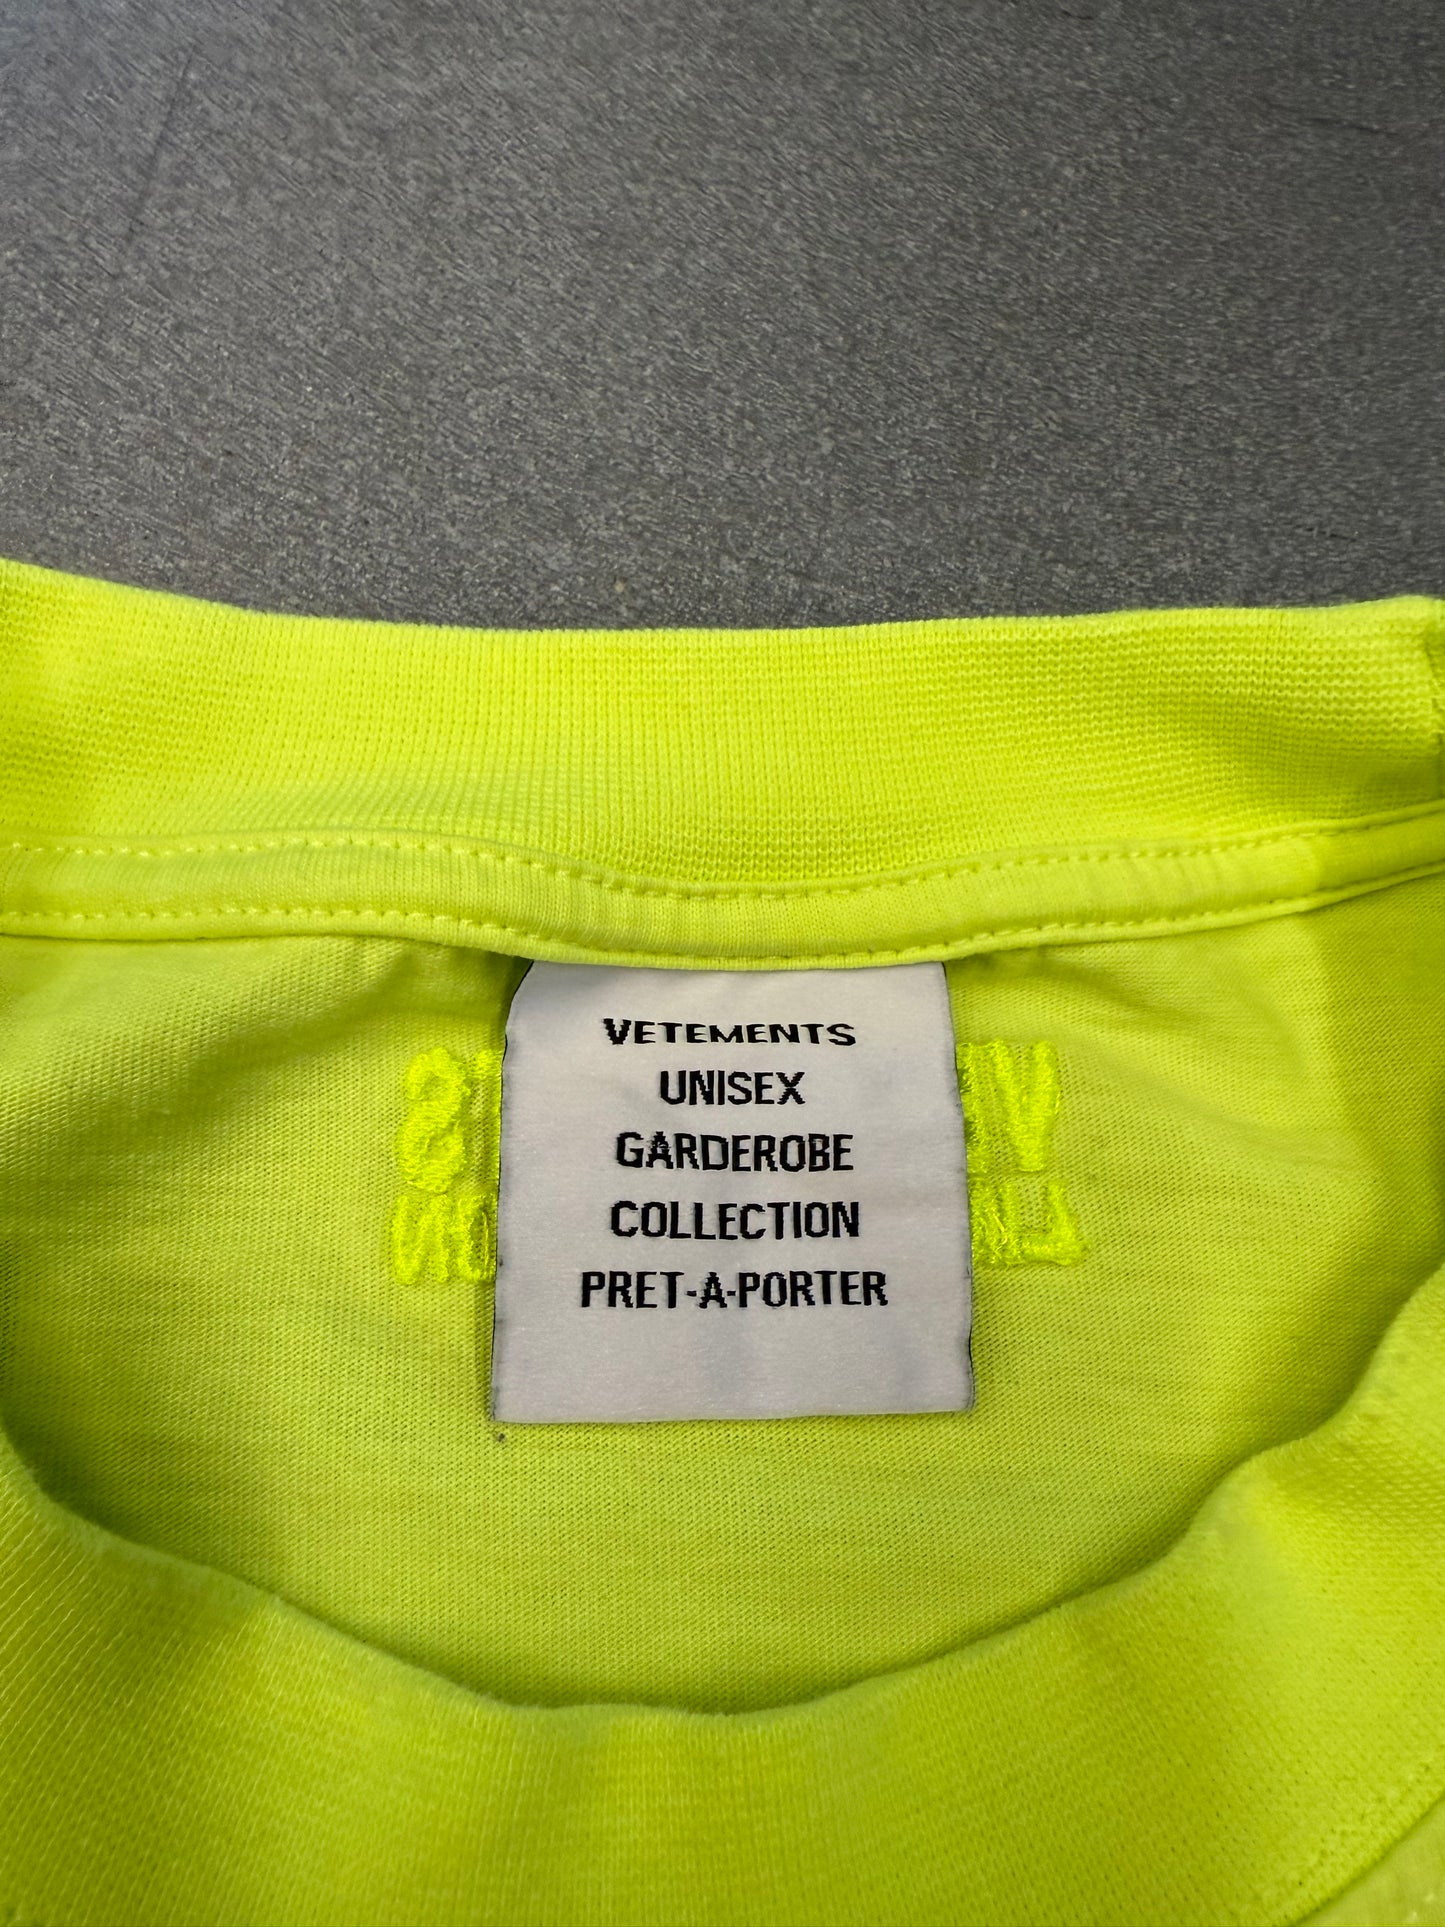 VETEMENTS
UNISEX
GARDEROBE
COLLECTION
PRET-A-PORTER